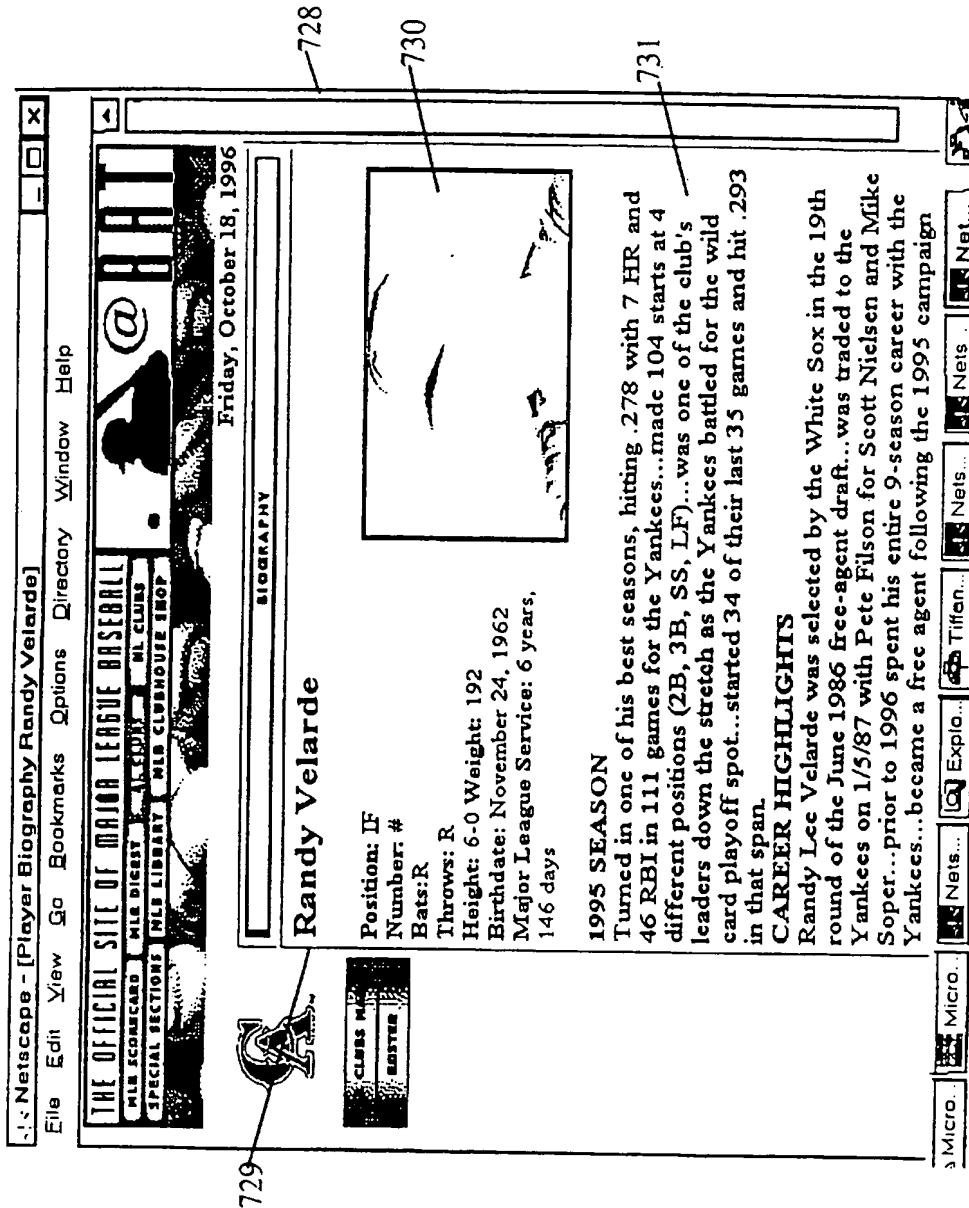 Netscape - [Player Biography Randy Velarde]
File Edit View Go Bookmarks Options Directory Window Help
THE OFFICIAL SITE OF MAJOR LEAGUE BASEBALL
MLB SCORECARD MLB DIGEST AL CLUBS NL CLUBS
SPECIAL SECTIONS MLB LIBRARY MLB CLUBHOUSE SHOP
@ BAT
Friday, October 18, 1996
BIOGRAPHY
CA
CLUBS
ROSTER
Randy Velarde
Position: IF
Number: #
Bats:R
Throws: R
Height: 6-0 Weight: 192
Birthdate: November 24, 1962
Major League Service: 6 years,
146 days
1995 SEASON
Turned in one of his best seasons, hitting .278 with 7 HR and
46 RBI in 111 games for the Yankees...made 104 starts at 4
different positions (2B, 3B, SS, LF)...was one of the club's
leaders down the stretch as the Yankees battled for the wild
card playoff spot...started 34 of their last 35 games and hit .293
in that span.
CAREER HIGHLIGHTS
Randy Lee Velarde was selected by the White Sox in the 19th
round of the June 1986 free-agent draft...was traded to the
Yankees on 1/5/87 with Pete Filson for Scott Nielsen and Mike
Soper...prior to 1996 spent his entire 9-season career with the
Yankees...became a free agent following the 1995 campaign
Micro... Micro... Nets... Explo... Tiffan... Nets... Nets... Net...
728
729
730
731